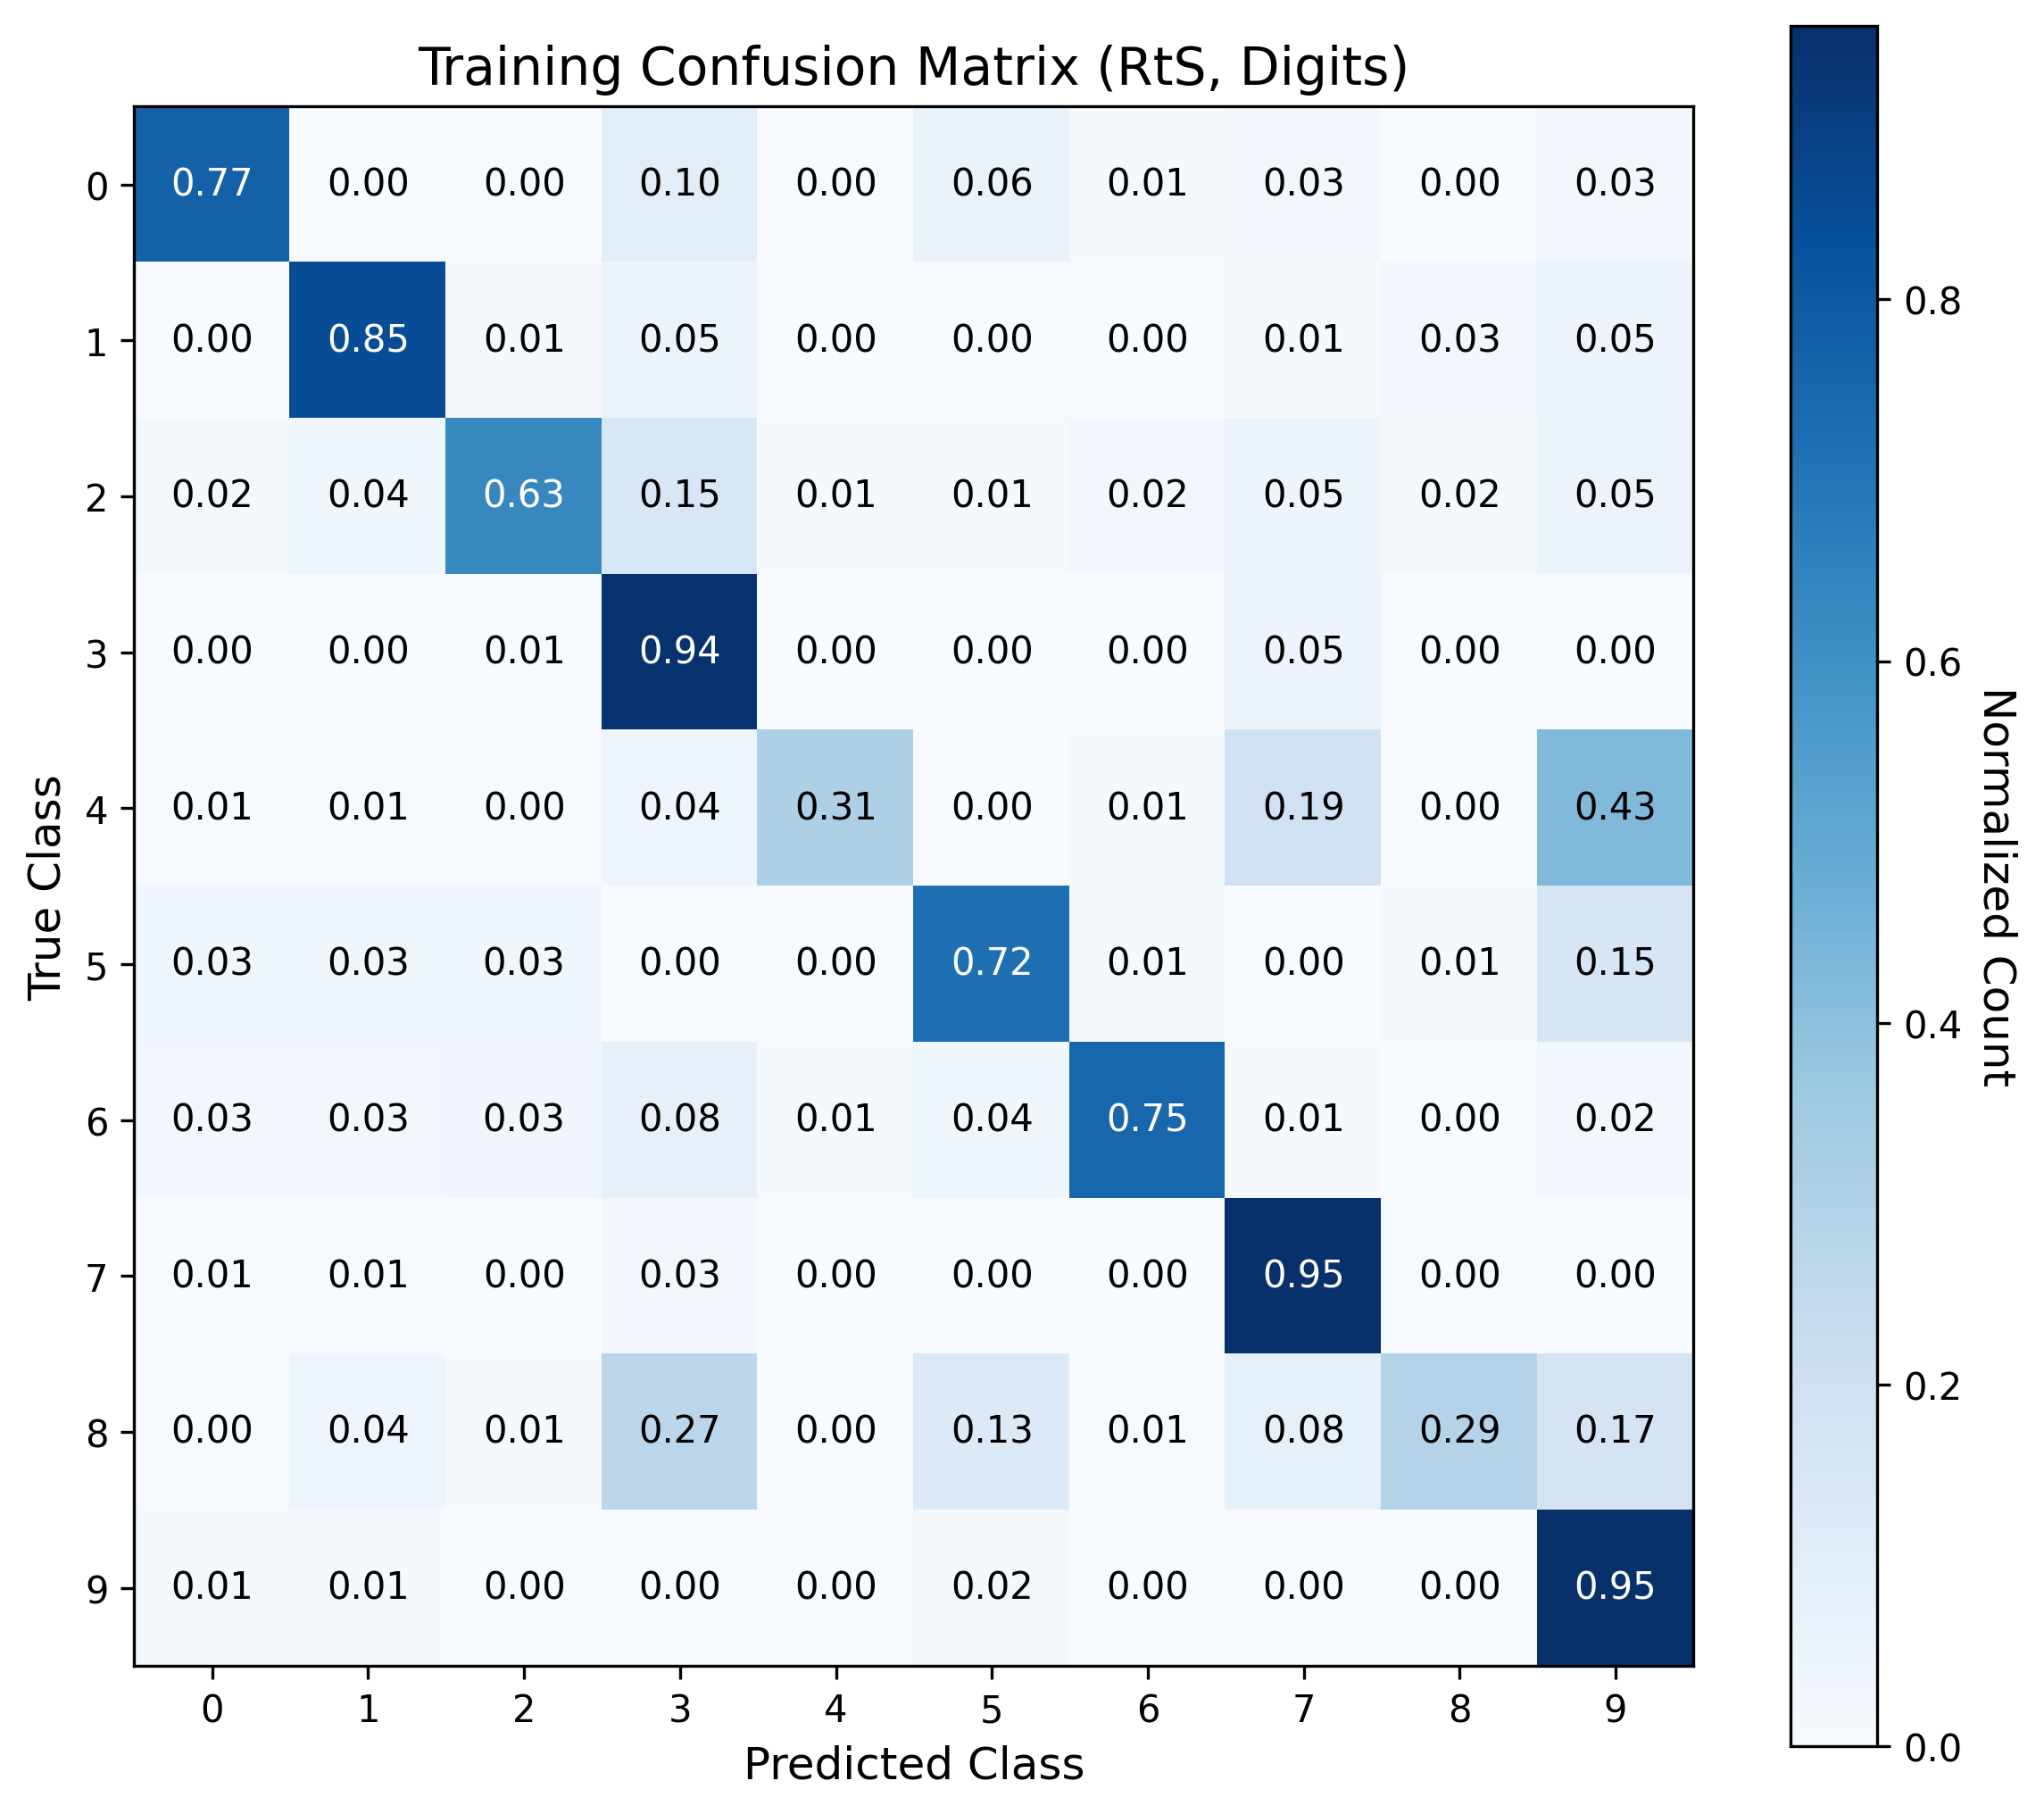 Training Confusion Matrix (RtS, Digits)
0 0.77 0.00 0.00 0.10 0.00 0.06 0.01 0.03 0.00 0.03
1 0.00 0.85 0.01 0.05 0.00 0.00 0.00 0.01 0.03 0.05
2 0.02 0.04 0.63 0.15 0.01 0.01 0.02 0.05 0.02 0.05
3 0.00 0.00 0.01 0.94 0.00 0.00 0.00 0.05 0.00 0.00
4 0.01 0.01 0.00 0.04 0.31 0.00 0.01 0.19 0.00 0.43
5 0.03 0.03 0.03 0.00 0.00 0.72 0.01 0.00 0.01 0.15
6 0.03 0.03 0.03 0.08 0.01 0.04 0.75 0.01 0.00 0.02
7 0.01 0.01 0.00 0.03 0.00 0.00 0.00 0.95 0.00 0.00
8 0.00 0.04 0.01 0.27 0.00 0.13 0.01 0.08 0.29 0.17
9 0.01 0.01 0.00 0.00 0.00 0.02 0.00 0.00 0.00 0.95
0 1 2 3 4 5 6 7 8 9
Predicted Class
True Class
0.8
0.6
0.4
0.2
0.0
Normalized Count